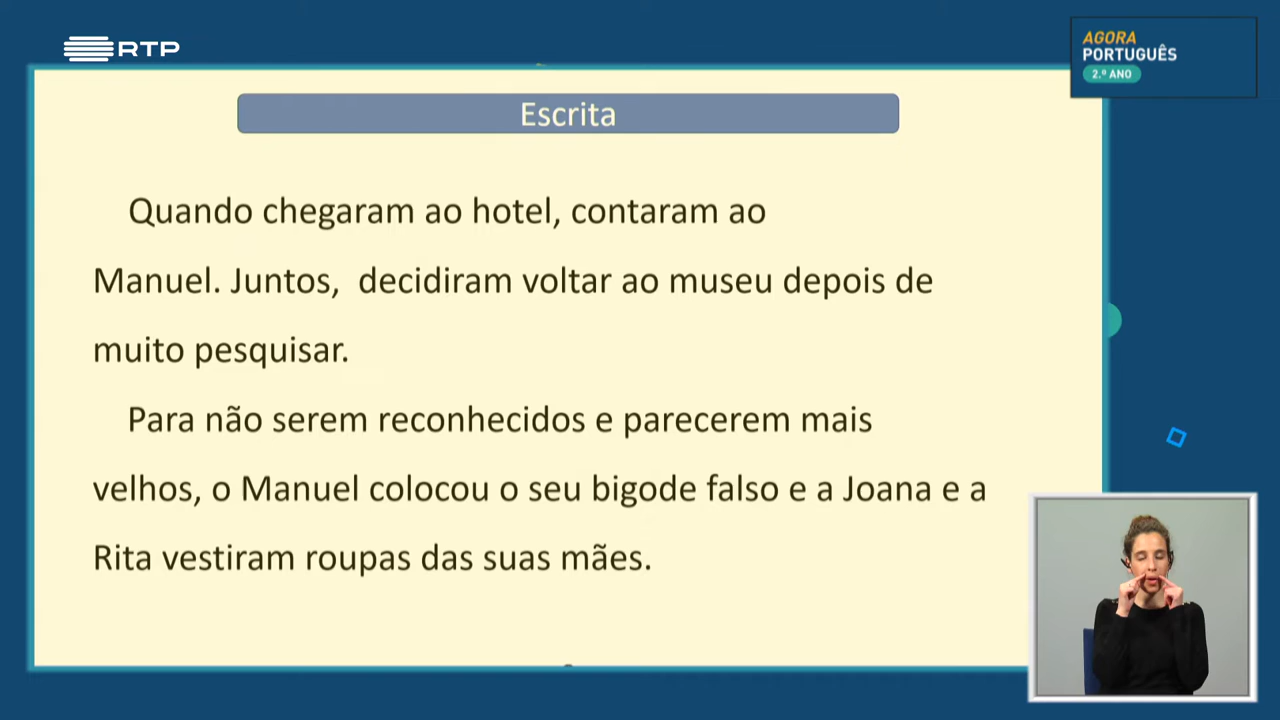 RTP
AGORA
PORTUGUÊS
2.º ANO
Escrita
Quando chegaram ao hotel, contaram ao
Manuel. Juntos,  decidiram voltar ao museu depois de
muito pesquisar.
Para não serem reconhecidos e parecerem mais
velhos, o Manuel colocou o seu bigode falso e a Joana e a
Rita vestiram roupas das suas mães.